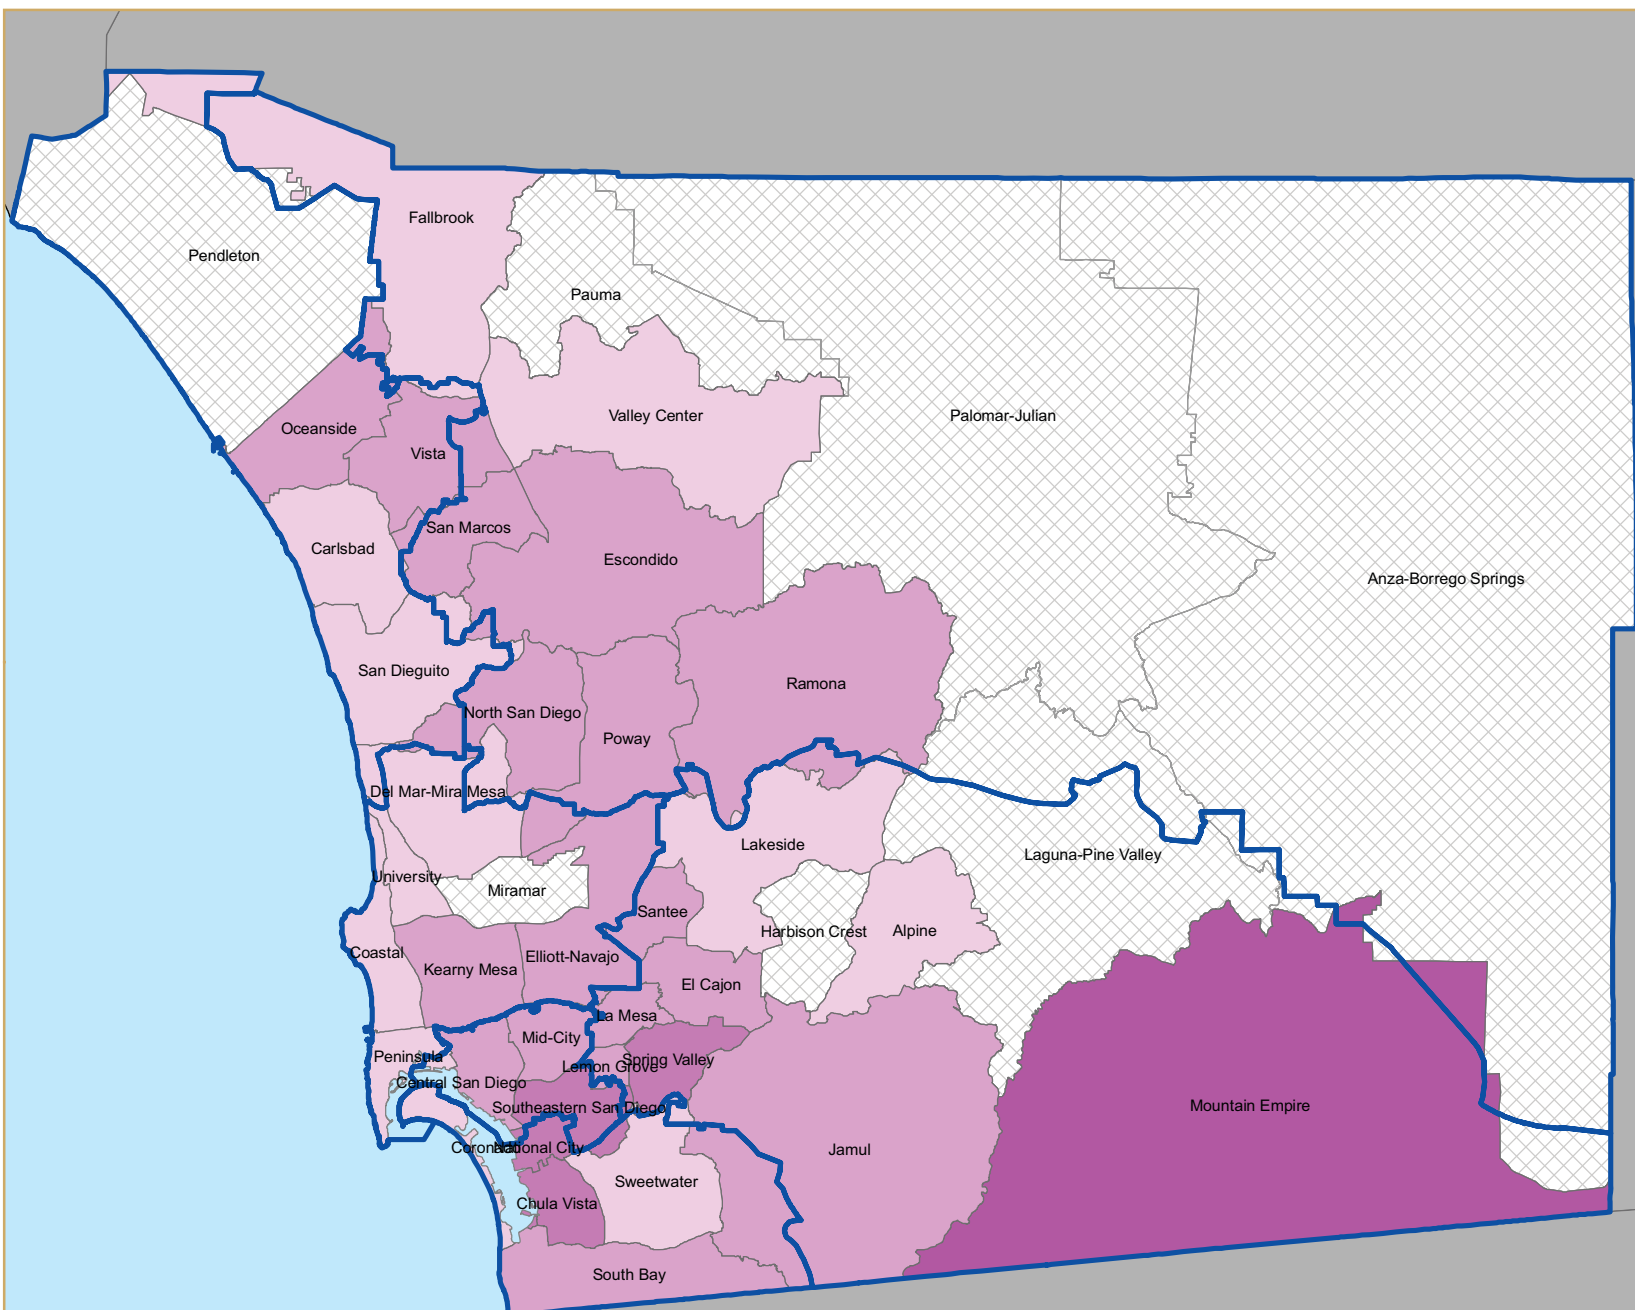 Fallbrook
Pendleton
Pauma
Valley Center
Palomar-Julian
Oceanside
Vista
San Marcos
Carlsbad
Escondido
Anza-Borrego Springs
San Dieguito
Ramona
North San Diego
Poway
Del Mar-Mira Mesa
Lakeside
Laguna-Pine Valley
University
Miramar
Santee
Harbison Crest
Alpine
Coastal
Elliott-Navajo
Kearny Mesa
El Cajon
La Mesa
Mid-City
Peninsula
Spring Valley
Lemon Grove
Central San Diego
Southeastern San Diego
Mountain Empire
Coronado
National City
Jamul
Sweetwater
Chula Vista
South Bay